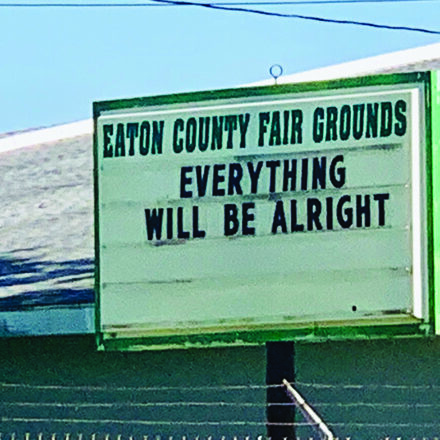 EATON COUNTY FAIR GROUNDS
EVERYTHING
WILL BE ALRIGHT